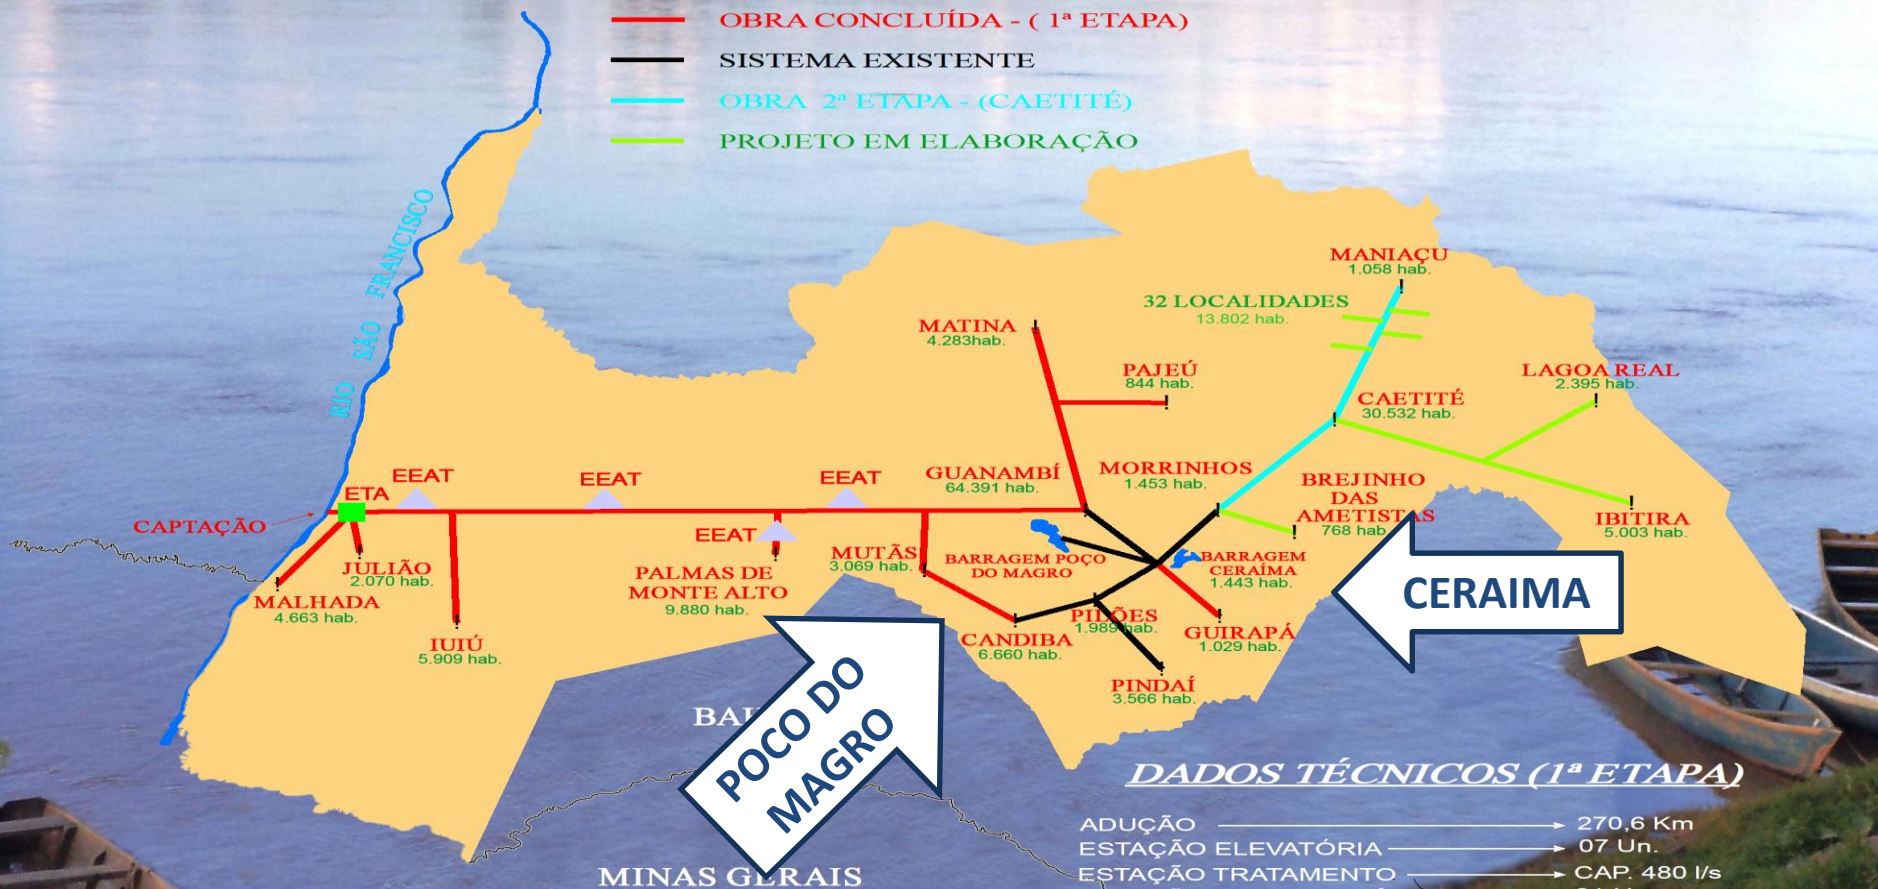 OBRA CONCLUÍDA - ( 1ª ETAPA)
SISTEMA EXISTENTE
OBRA 2ª ETAPA - (CAETITÉ)
PROJETO EM ELABORAÇÃO
RIO SÃO FRANCISCO
MANIAÇU
1.058 hab.
32 LOCALIDADES
13.802 hab.
MATINA
4.283hab.
PAJEÚ
844 hab.
LAGOA REAL
2.395 hab.
CAETITÉ
30.532 hab.
EEAT
EEAT
EEAT
GUANAMBÍ
64.391 hab.
MORRINHOS
1.453 hab.
BREJINHO
DAS
AMETISTAS
768 hab.
IBITIRA
5.003 hab.
ETA
CAPTAÇÃO
EEAT
MUTÃS
3.069 hab.
BARRAGEM POÇO
DO MAGRO
BARRAGEM
CERAÍMA
1.443 hab.
JULIÃO
2.070 hab.
PALMAS DE
MONTE ALTO
9.880 hab.
MALHADA
4.663 hab.
CERAIMA
PILÕES
1.989 hab.
IUIÚ
5.909 hab.
CANDIBA
6.660 hab.
GUIRAPÁ
1.029 hab.
PINDAÍ
3.566 hab.
POCO DO
MAGRO
MINAS GERAIS
DADOS TÉCNICOS (1ª ETAPA)
ADUÇÃO 270,6 Km
ESTAÇÃO ELEVATÓRIA 07 Un.
ESTAÇÃO TRATAMENTO CAP. 480 l/s